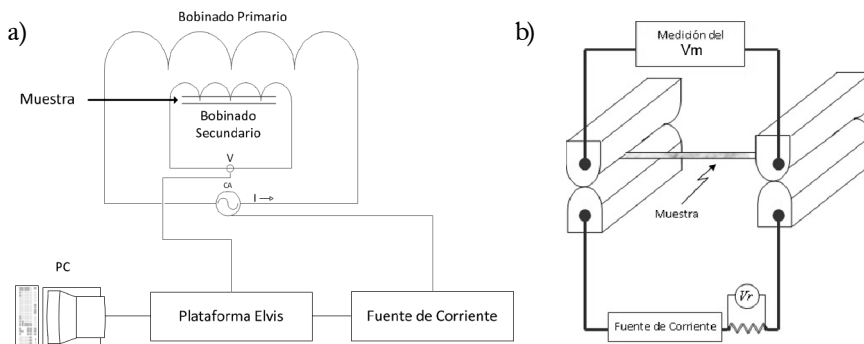 a)
Bobinado Primario
Muestra
Bobinado
Secundario
V
CA
I
PC
Plataforma Elvis
Fuente de Corriente
b)
Medición del
Vm
Muestra
Vr
Fuente de Corriente